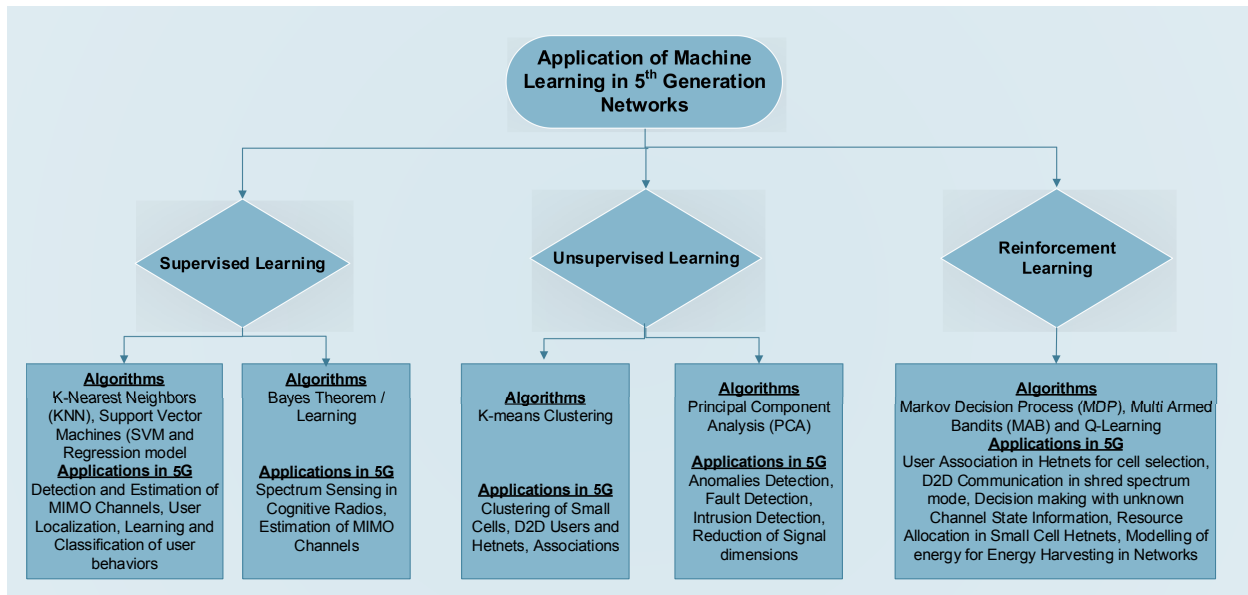 Application of Machine
Learning in 5th Generation
Networks
Supervised Learning
Unsupervised Learning
Reinforcement
Learning
Algorithms
K-Nearest Neighbors
(KNN), Support Vector
Machines (SVM and
Regression model
Applications in 5G
Detection and Estimation of
MIMO Channels, User
Localization, Learning and
Classification of user
behaviors
Algorithms
Bayes Theorem /
Learning
Applications in 5G
Spectrum Sensing in
Cognitive Radios,
Estimation of MIMO
Channels
Algorithms
K-means Clustering
Applications in 5G
Clustering of Small
Cells, D2D Users and
Hetnets, Associations
Algorithms
Principal Component
Analysis (PCA)
Applications in 5G
Anomalies Detection,
Fault Detection,
Intrusion Detection,
Reduction of Signal
dimensions
Algorithms
Markov Decision Process (MDP), Multi Armed
Bandits (MAB) and Q-Learning
Applications in 5G
User Association in Hetnets for cell selection,
D2D Communication in shred spectrum
mode, Decision making with unknown
Channel State Information, Resource
Allocation in Small Cell Hetnets, Modelling of
energy for Energy Harvesting in Networks